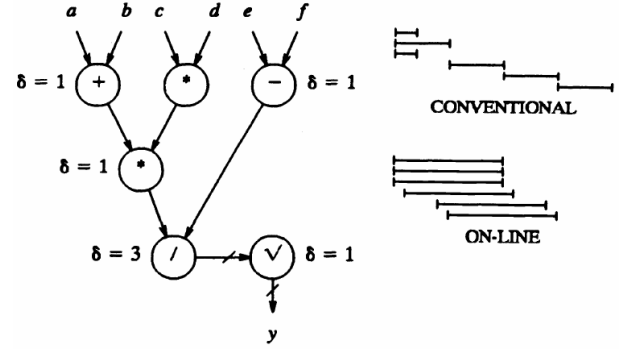 a b c d e f
δ = 1 + * − δ = 1
CONVENTIONAL
δ = 1 *
δ = 3 / √ δ = 1
ON-LINE
y